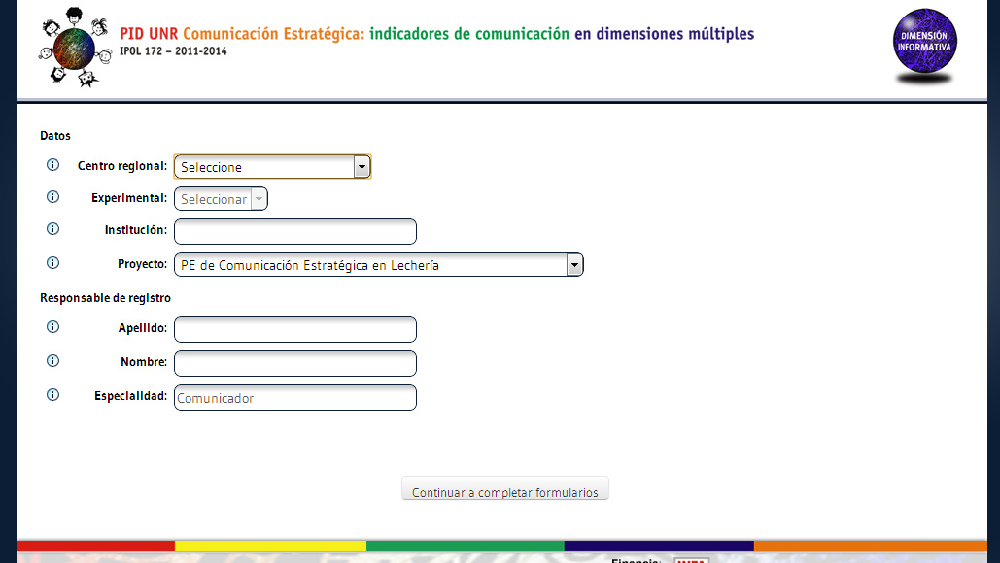 PID UNR Comunicación Estratégica: indicadores de comunicación en dimensiones múltiples
IPOL 172 – 2011-2014
DIMENSIÓN
INFORMATIVA
Datos
Centro regional: Seleccione
Experimental: Seleccionar
Institución:
Proyecto: PE de Comunicación Estratégica en Lechería
Responsable de registro
Apellido:
Nombre:
Especialidad: Comunicador
Continuar a completar formularios
Financia: INTA